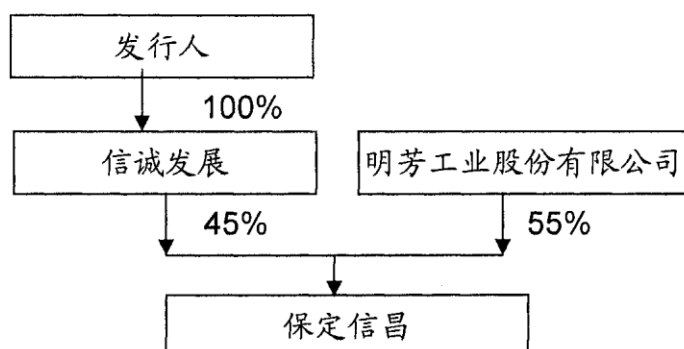 发行人
100%
信诚发展
明芳工业股份有限公司
45%
55%
保定信昌